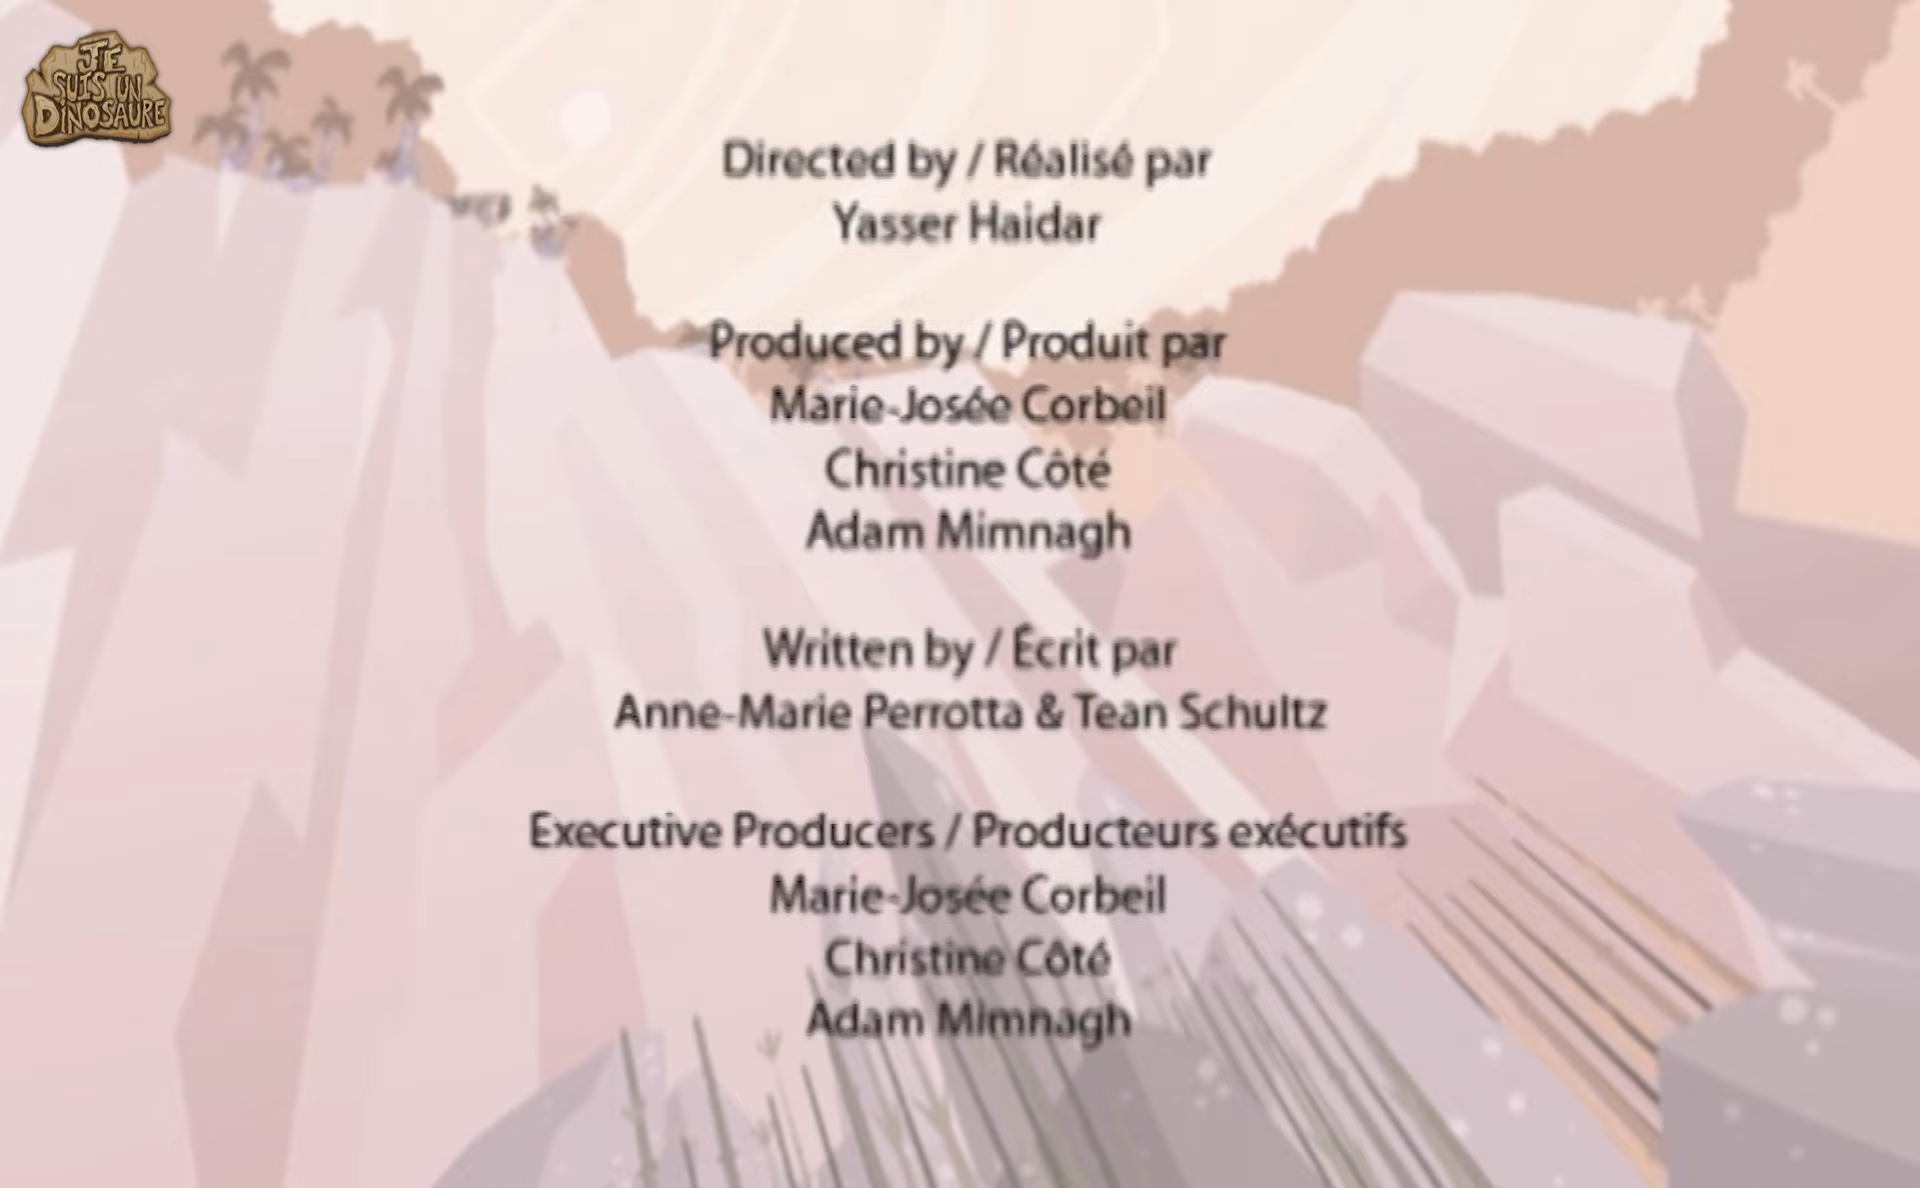 JE
SUIS UN
DINOSAURE
Directed by / Réalisé par
Yasser Haidar
Produced by / Produit par
Marie-Josée Corbeil
Christine Côté
Adam Mimnagh
Written by / Écrit par
Anne-Marie Perrotta & Tean Schultz
Executive Producers / Producteurs exécutifs
Marie-Josée Corbeil
Christine Côté
Adam Mimnagh